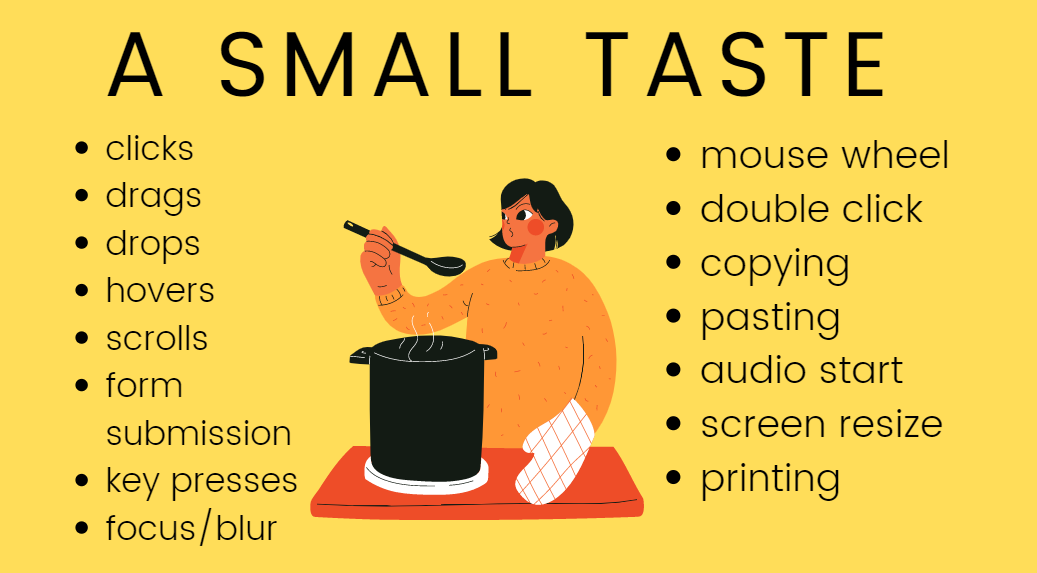 A SMALL TASTE
clicks
drags
drops
hovers
scrolls
form
submission
key presses
focus/blur
mouse wheel
double click
copying
pasting
audio start
screen resize
printing